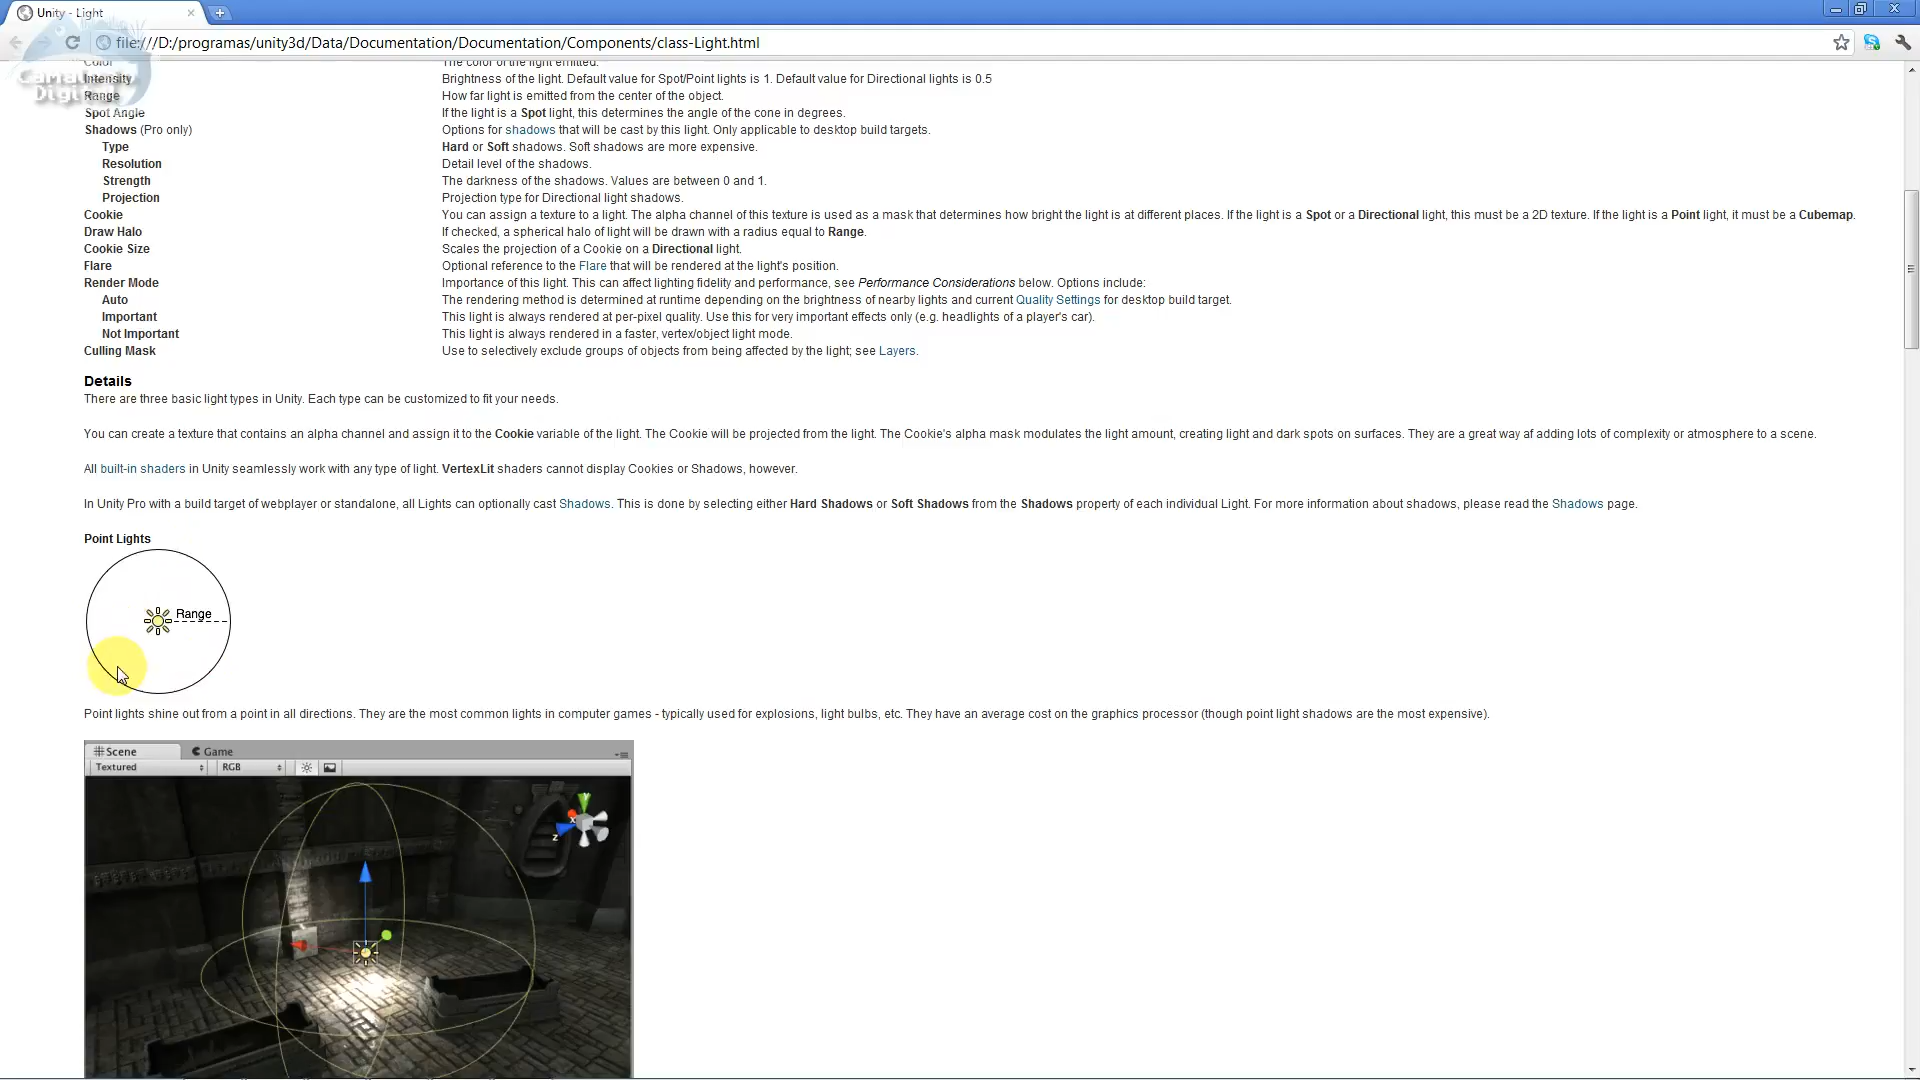 Unity - Light
file:///D:/programas/unity3d/Data/Documentation/Documentation/Components/class-Light.html
Color The color of the light emitted.
Intensity Brightness of the light. Default value for Spot/Point lights is 1. Default value for Directional lights is 0.5
Digital
Range How far light is emitted from the center of the object.
Spot Angle If the light is a Spot light, this determines the angle of the cone in degrees.
Shadows (Pro only) Options for shadows that will be cast by this light. Only applicable to desktop build targets.
Type Hard or Soft shadows. Soft shadows are more expensive.
Resolution Detail level of the shadows.
Strength The darkness of the shadows. Values are between 0 and 1.
Projection Projection type for Directional light shadows.
Cookie You can assign a texture to a light. The alpha channel of this texture is used as a mask that determines how bright the light is at different places. If the light is a Spot or a Directional light, this must be a 2D texture. If the light is a Point light, it must be a Cubemap.
Draw Halo If checked, a spherical halo of light will be drawn with a radius equal to Range.
Cookie Size Scales the projection of a Cookie on a Directional light.
Flare Optional reference to the Flare that will be rendered at the light's position.
Render Mode Importance of this light. This can affect lighting fidelity and performance, see Performance Considerations below. Options include:
Auto The rendering method is determined at runtime depending on the brightness of nearby lights and current Quality Settings for desktop build target.
Important This light is always rendered at per-pixel quality. Use this for very important effects only (e.g. headlights of a player's car).
Not Important This light is always rendered in a faster, vertex/object light mode.
Culling Mask Use to selectively exclude groups of objects from being affected by the light; see Layers.
Details
There are three basic light types in Unity. Each type can be customized to fit your needs.
You can create a texture that contains an alpha channel and assign it to the Cookie variable of the light. The Cookie will be projected from the light. The Cookie's alpha mask modulates the light amount, creating light and dark spots on surfaces. They are a great way af adding lots of complexity or atmosphere to a scene.
All built-in shaders in Unity seamlessly work with any type of light. VertexLit shaders cannot display Cookies or Shadows, however.
In Unity Pro with a build target of webplayer or standalone, all Lights can optionally cast Shadows. This is done by selecting either Hard Shadows or Soft Shadows from the Shadows property of each individual Light. For more information about shadows, please read the Shadows page.
Point Lights
Range
Point lights shine out from a point in all directions. They are the most common lights in computer games - typically used for explosions, light bulbs, etc. They have an average cost on the graphics processor (though point light shadows are the most expensive).
Scene Game
Textured RGB
y
x
z